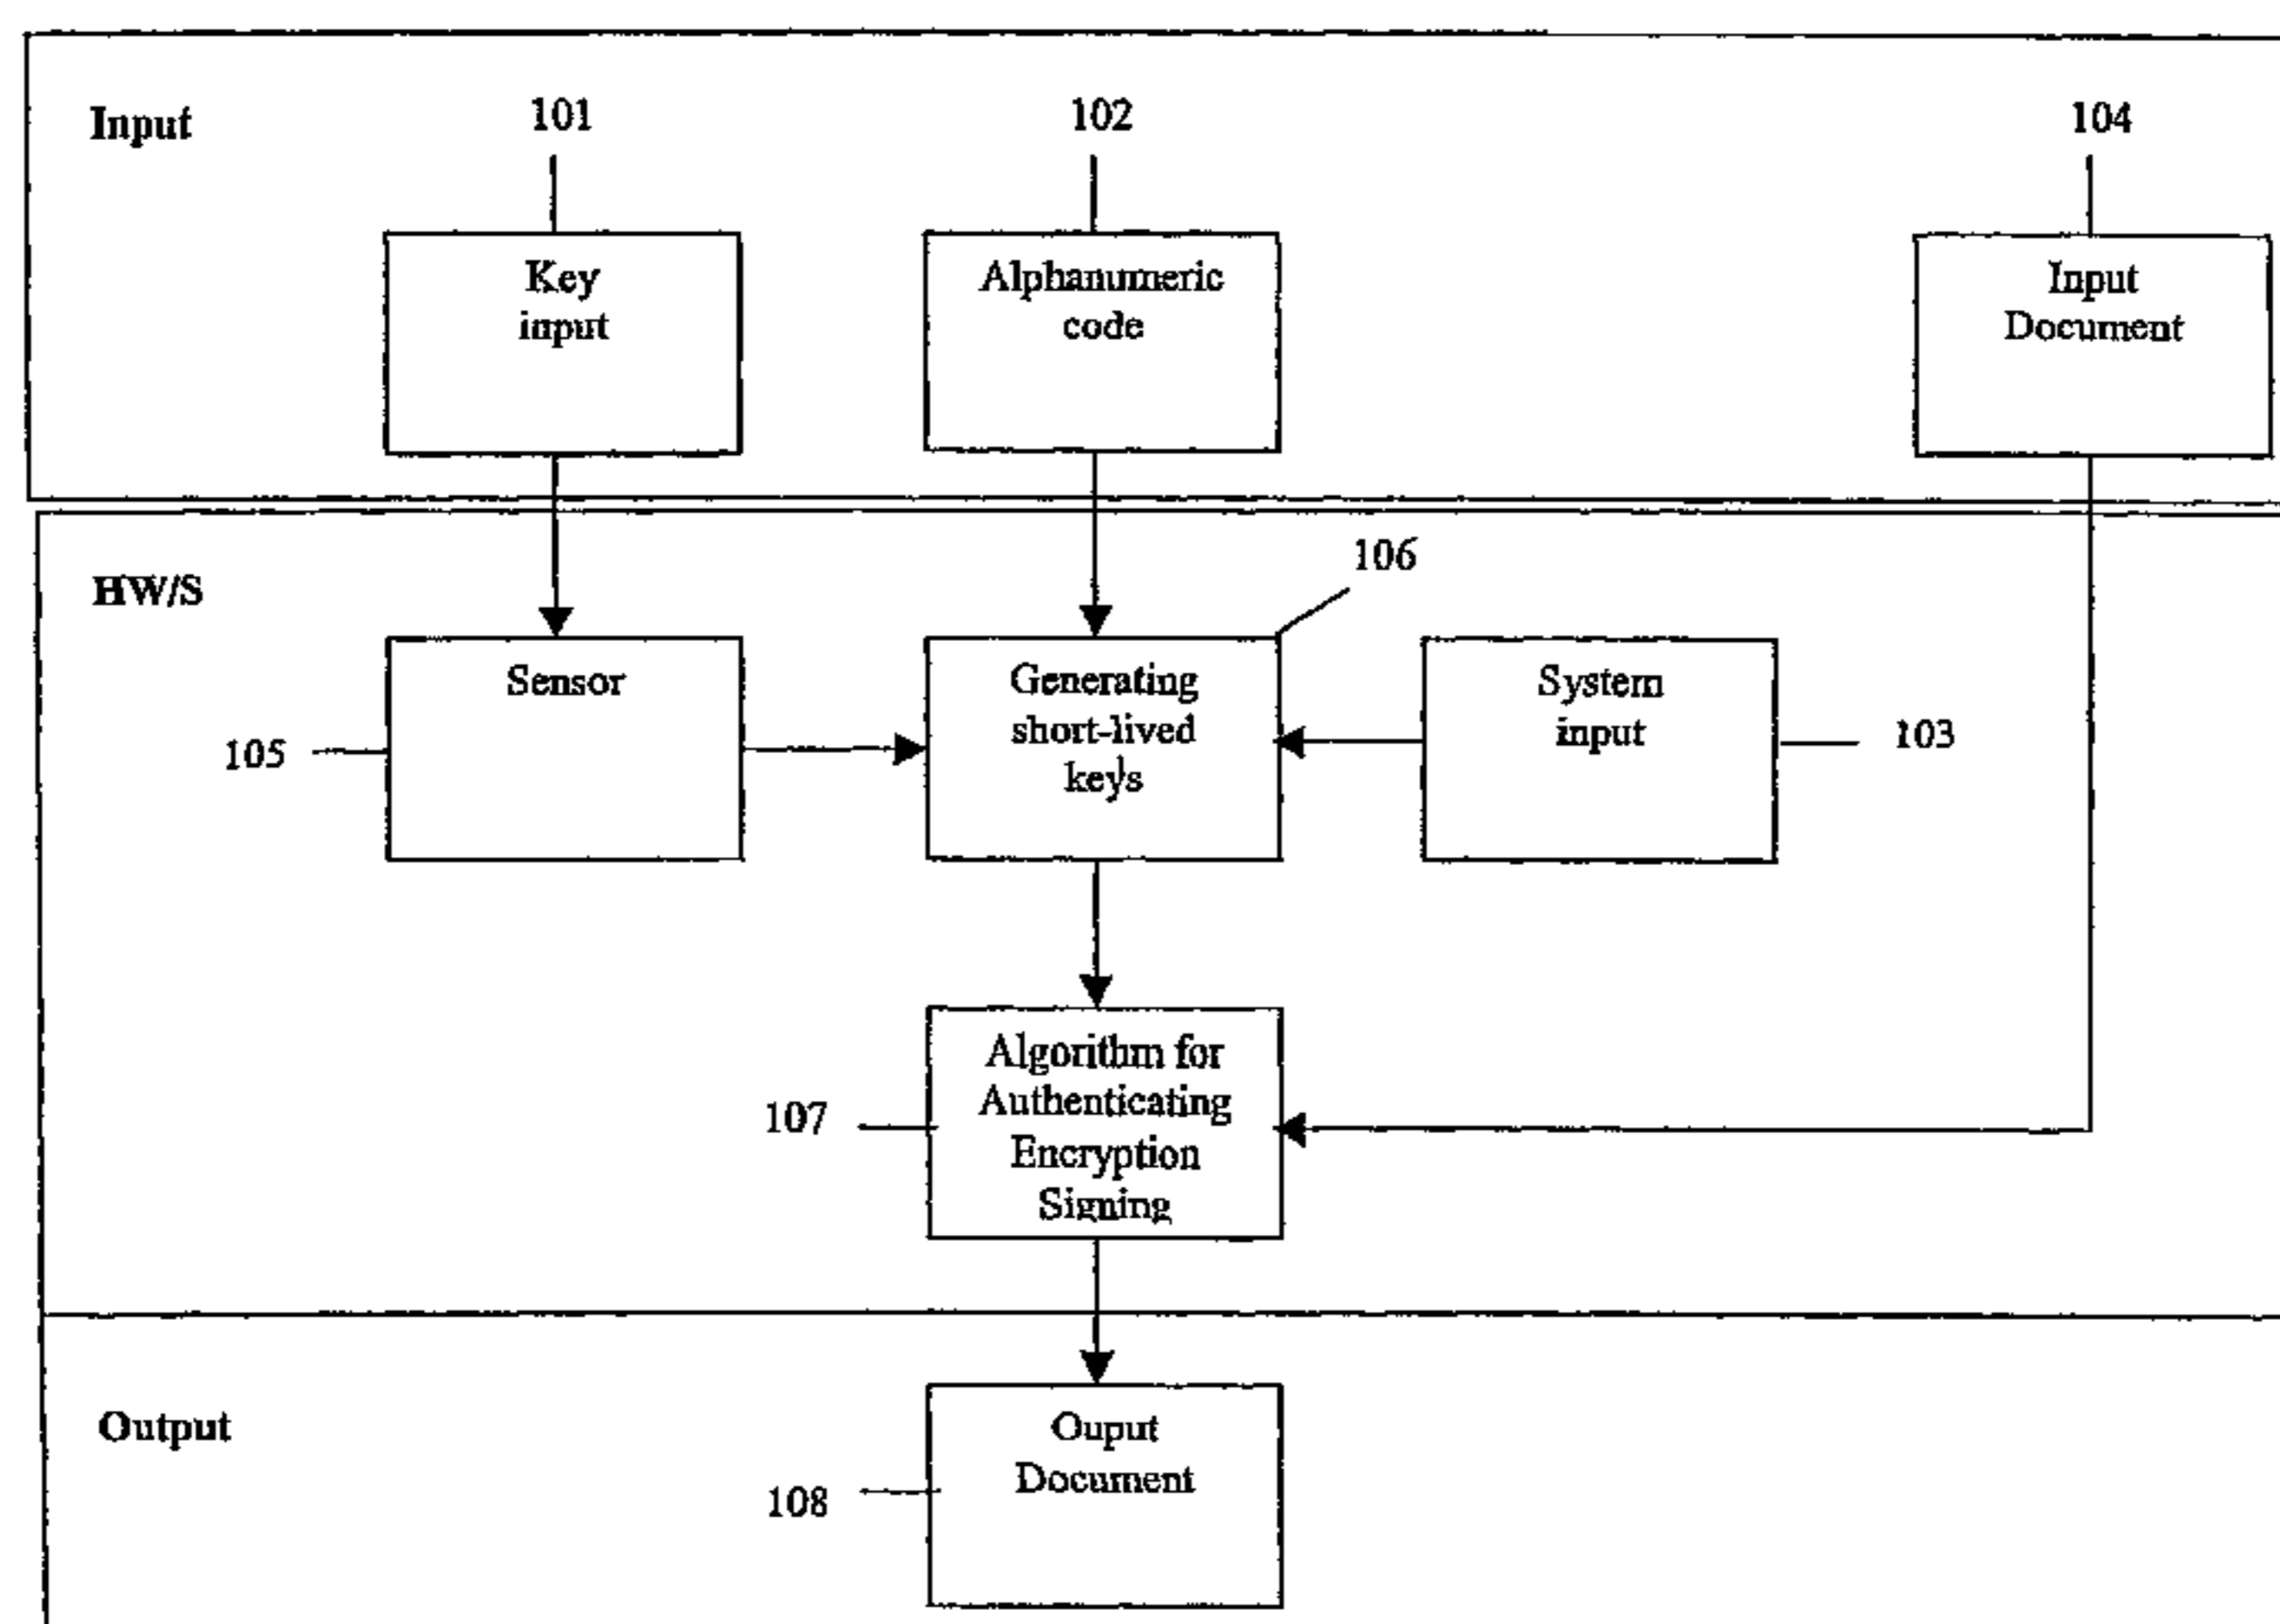 Input
101
102
104
Key
input
Alphanumeric
code
Input
Document
HW/S
106
Sensor
Generating
short-lived
keys
System
input
105
103
Algorithm for
Authenticating
Encryption
Signing
107
Output
Ouput
Document
108